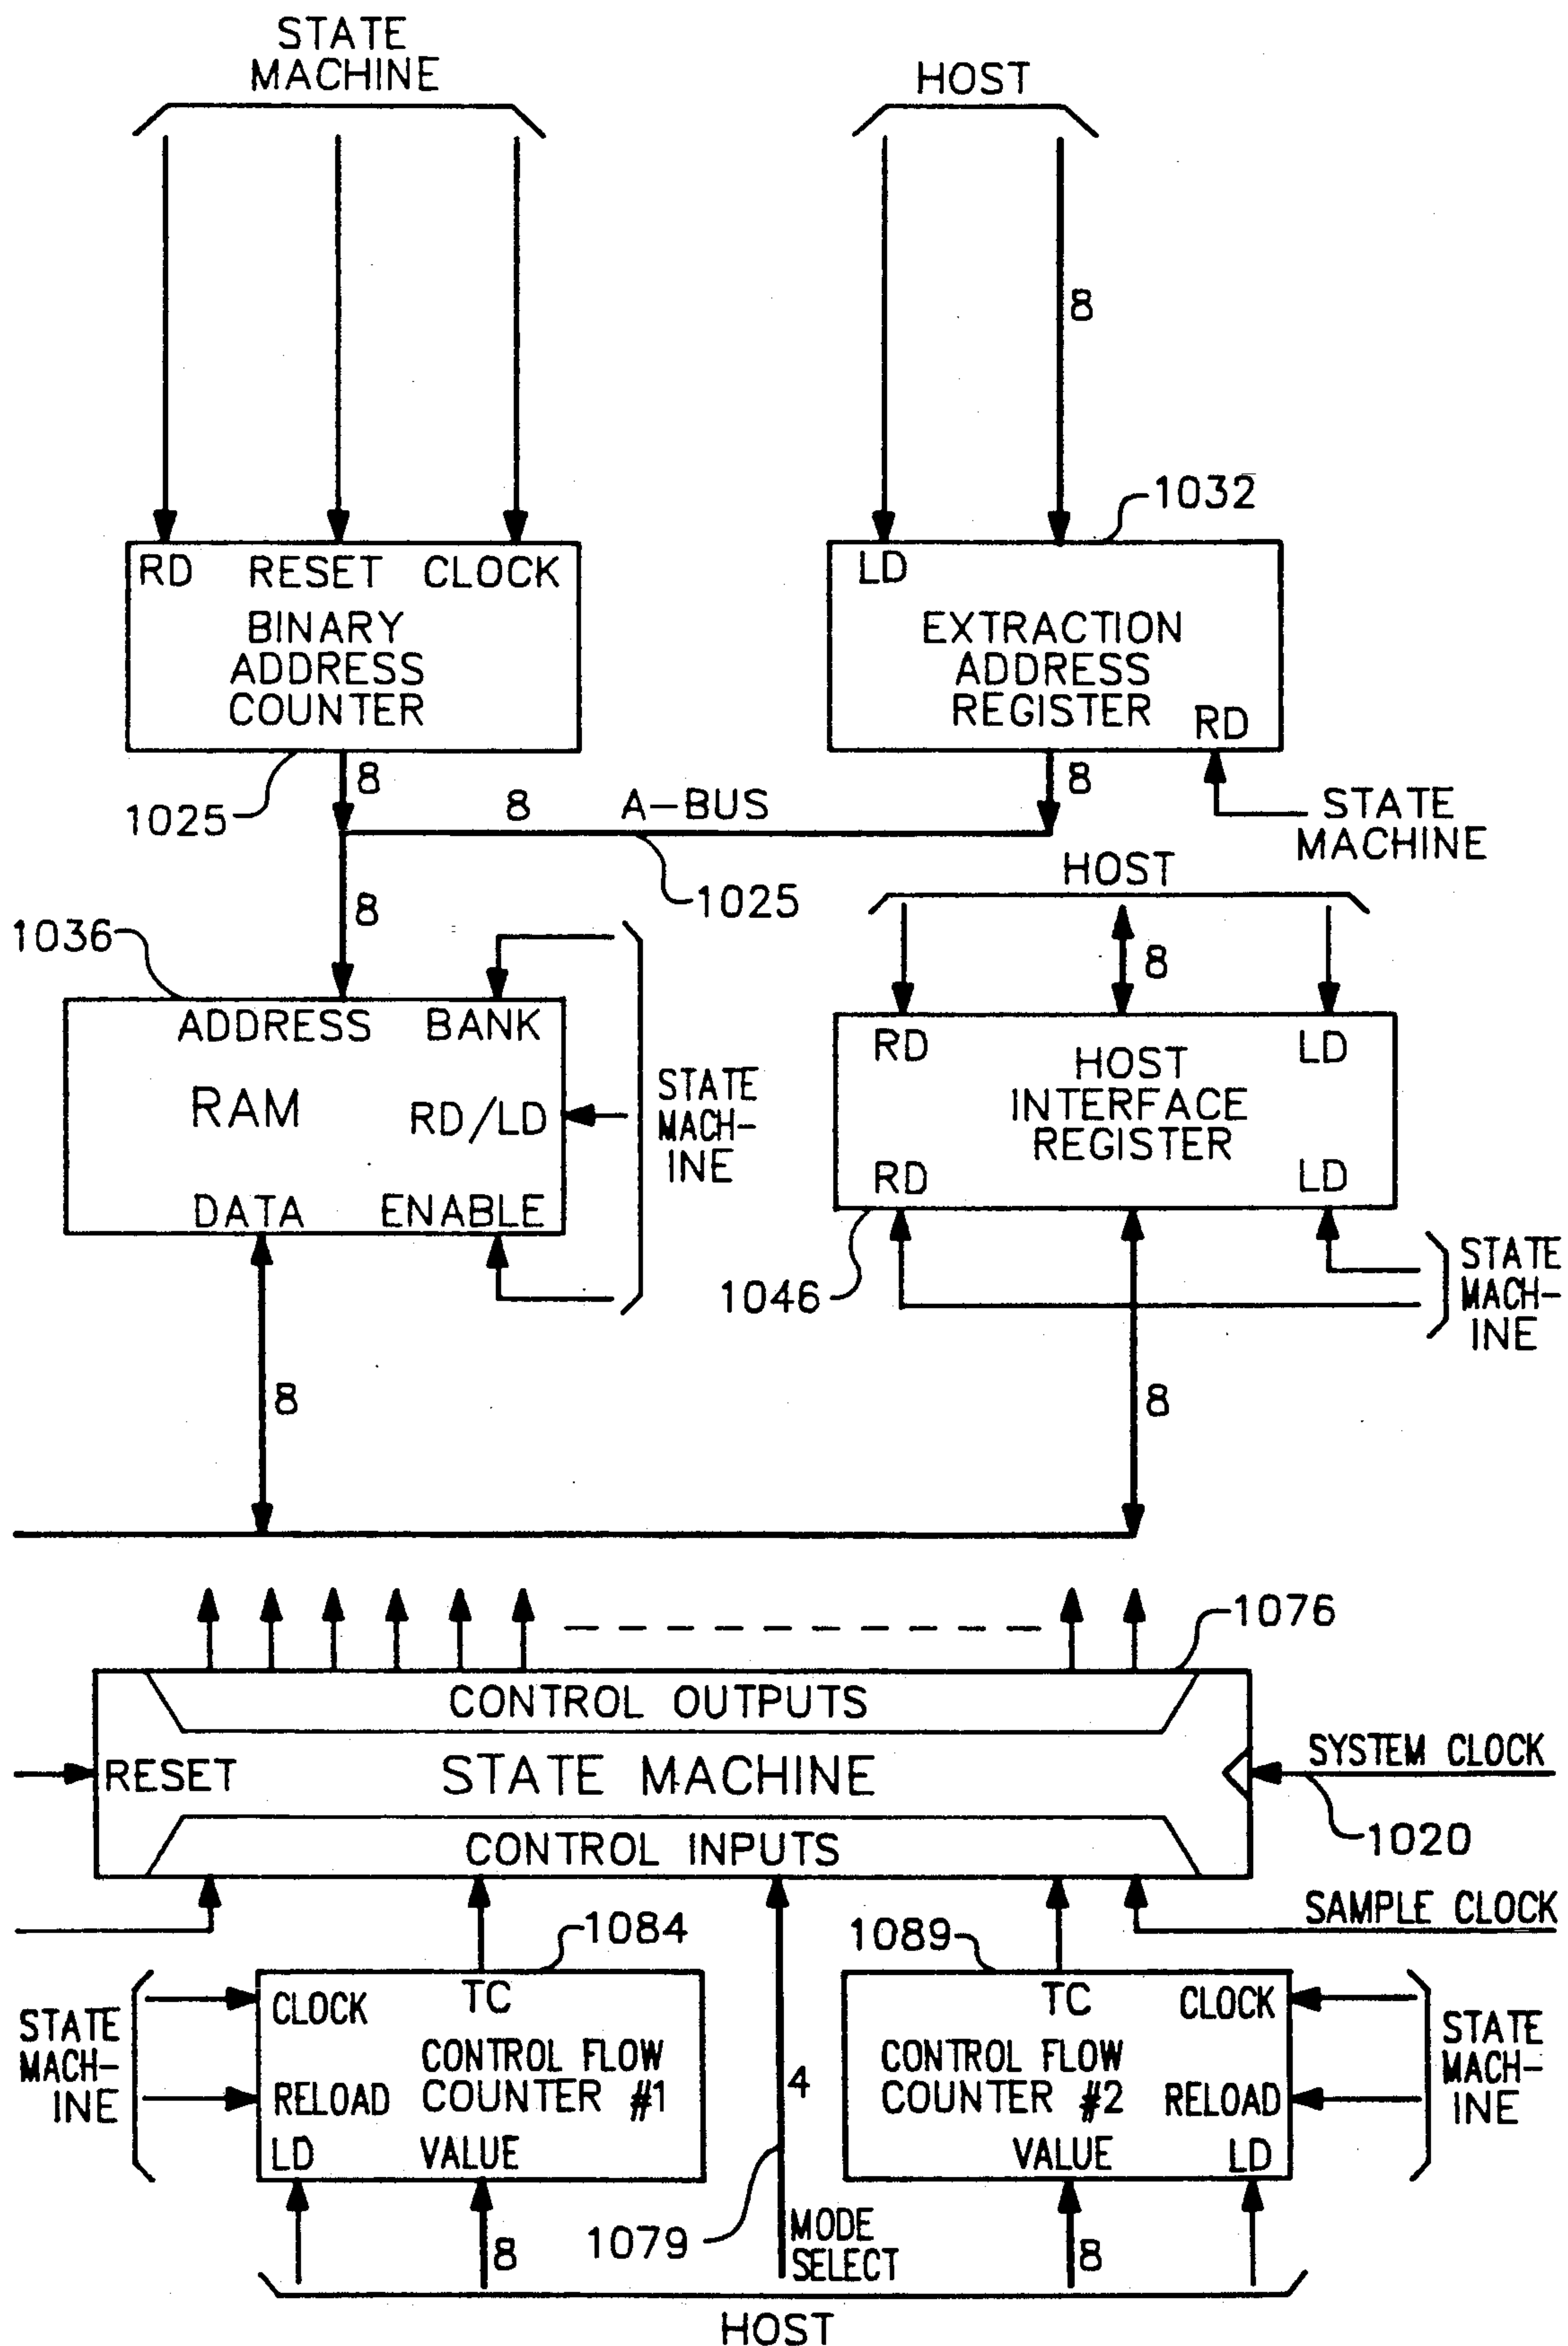 STATE
MACHINE
HOST
8
1032
RD RESET CLOCK
BINARY
ADDRESS
COUNTER
LD
EXTRACTION
ADDRESS
REGISTER
RD
8
8
1025
8 A-BUS
STATE
MACHINE
1025
8
HOST
1036
8
ADDRESS BANK
RAM
RD/LD
DATA ENABLE
STATE
MACH-
INE
RD
LD
HOST
INTERFACE
REGISTER
RD
LD
1046
STATE
MACH-
INE
8
8
1076
CONTROL OUTPUTS
RESET
STATE MACHINE
CONTROL INPUTS
SYSTEM CLOCK
1020
SAMPLE CLOCK
1084
1089
STATE
MACH-
INE
CLOCK
TC
CONTROL FLOW
COUNTER #1
RELOAD
LD
VALUE
4
TC
CLOCK
CONTROL FLOW
COUNTER #2
RELOAD
VALUE
LD
STATE
MACH-
INE
8
1079
MODE
SELECT
8
HOST